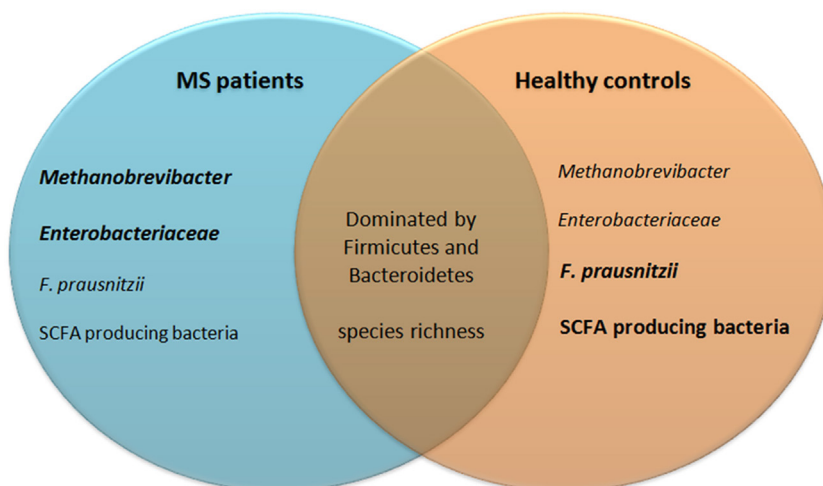 MS patients
Methanobrevibacter
Enterobacteriaceae
F. prausnitzii
SCFA producing bacteria
Dominated by
Firmicutes and
Bacteroidetes
species richness
Healthy controls
Methanobrevibacter
Enterobacteriaceae
F. prausnitzii
SCFA producing bacteria